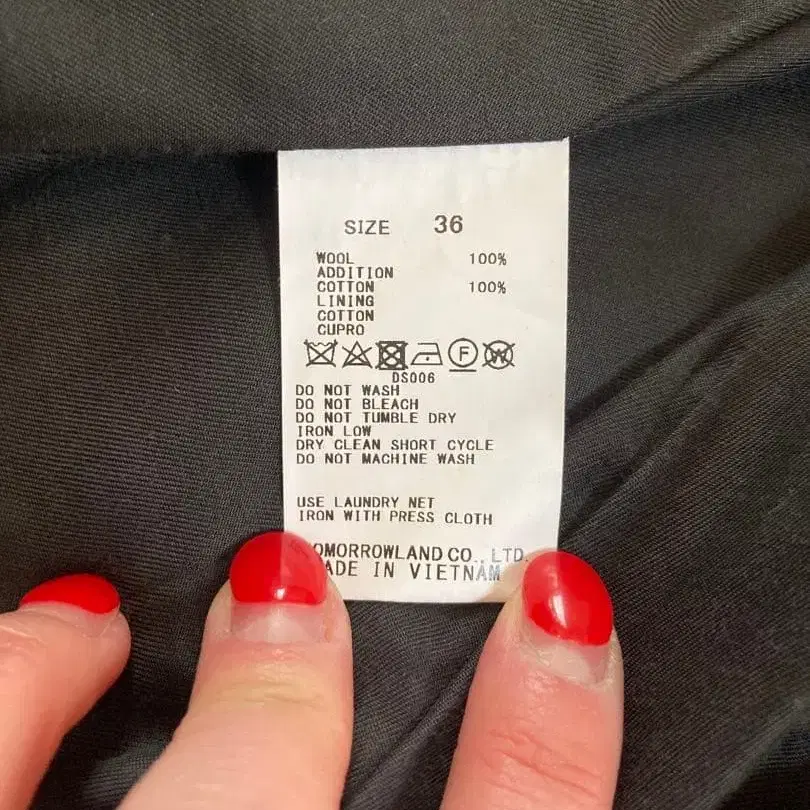 SIZE 36
WOOL 100%
ADDITION
COTTON 100%
LINING
COTTON
CUPRO
F W
DS006
DO NOT WASH
DO NOT BLEACH
DO NOT TUMBLE DRY
IRON LOW
DRY CLEAN SHORT CYCLE
DO NOT MACHINE WASH
USE LAUNDRY NET
IRON WITH PRESS CLOTH
OMORROWLAND CO., LTD.
ADE IN VIETNAM